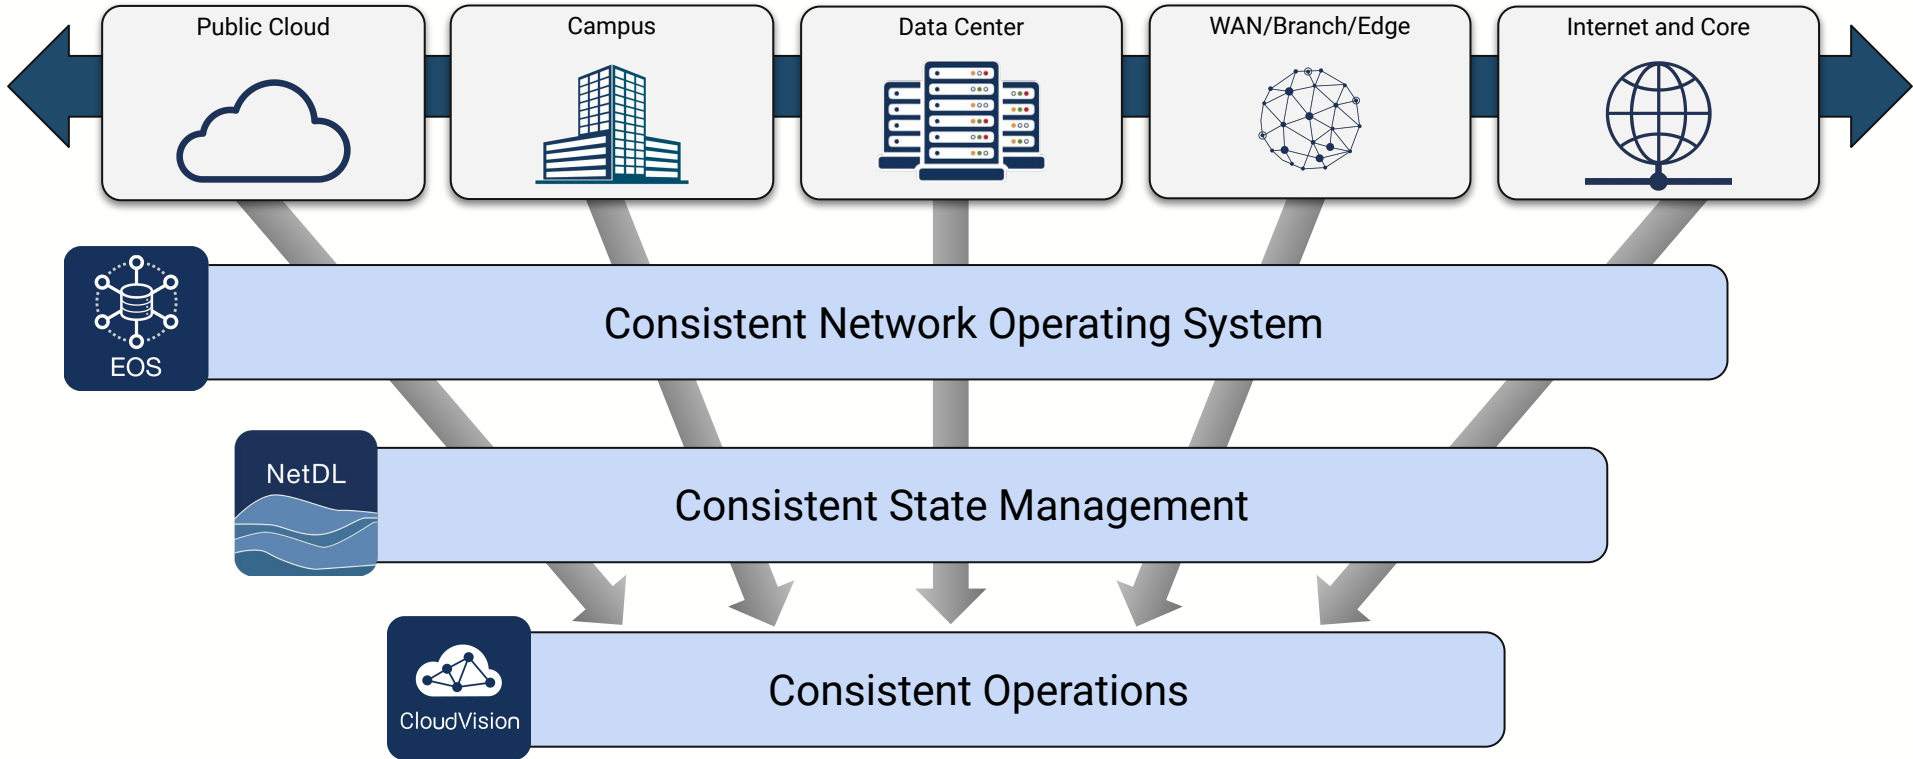 Public Cloud
Campus
Data Center
WAN/Branch/Edge
Internet and Core
EOS
Consistent Network Operating System
NetDL
Consistent State Management
CloudVision
Consistent Operations